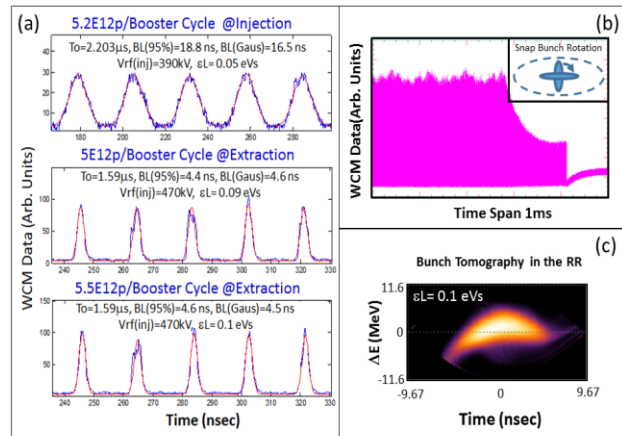 (a)
5.2E12p/Booster Cycle @Injection
To=2.203µs, BL(95%)=18.8 ns, BL(Gaus)=16.5 ns
Vrf(inj)=390kV, εL= 0.05 eVs
50
40
30
20
10
0
180 200 220 240 260 280
5E12p/Booster Cycle @Extraction
To=1.59µs, BL(95%)=4.4 ns, BL(Gaus)=4.6 ns
Vrf(inj)=470kV, εL=0.09 eVs
100
50
0
240 250 260 270 280 290 300 310 320 330
5.5E12p/Booster Cycle @Extraction
150
To=1.59µs, BL(95%)=4.6 ns, BL(Gaus)=4.5 ns
Vrf(inj)=470kV, εL=0.1 eVs
100
50
0
240 250 260 270 280 290 300 310 320 330
Time (nsec)
WCM Data (Arb. Units)
(b)
Snap Bunch Rotation
WCM Data(Arb. Units)
Time Span 1ms
(c)
Bunch Tomography in the RR
εL= 0.1 eVs
11.6
0
-11.6
ΔE (MeV)
-9.67 0 9.67
Time (nsec)